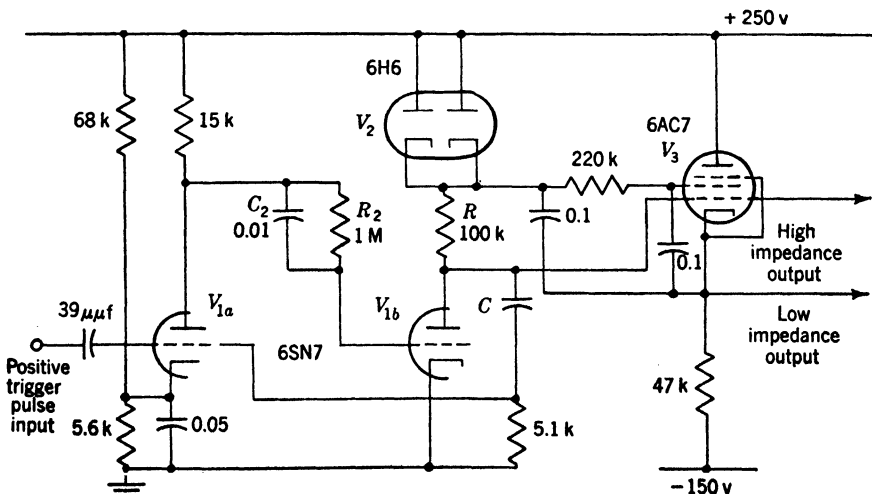 + 250 v
6H6
68 k
15 k
V2
6AC7
V3
220 k
C2
0.01
R2
1 M
R
100 k
0.1
0.1
High
impedance
output
39 μμf
V1a
V1b
C
6SN7
Low
impedance
output
Positive
trigger
pulse
input
5.6 k
0.05
5.1 k
47 k
−150 v